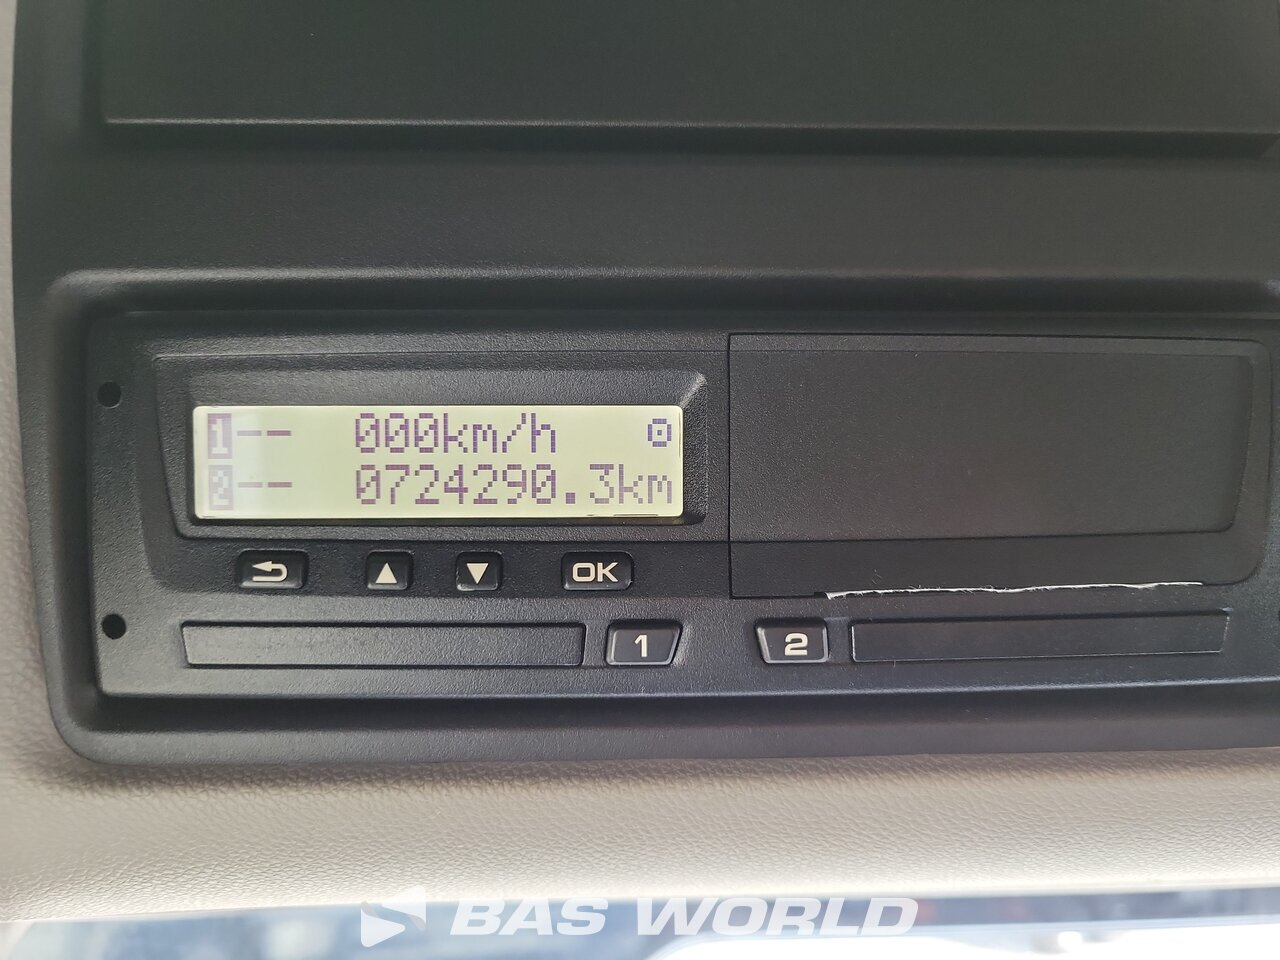 1-- 000km/h
2-- 0724290.3km
OK
1 2
BAS WORLD